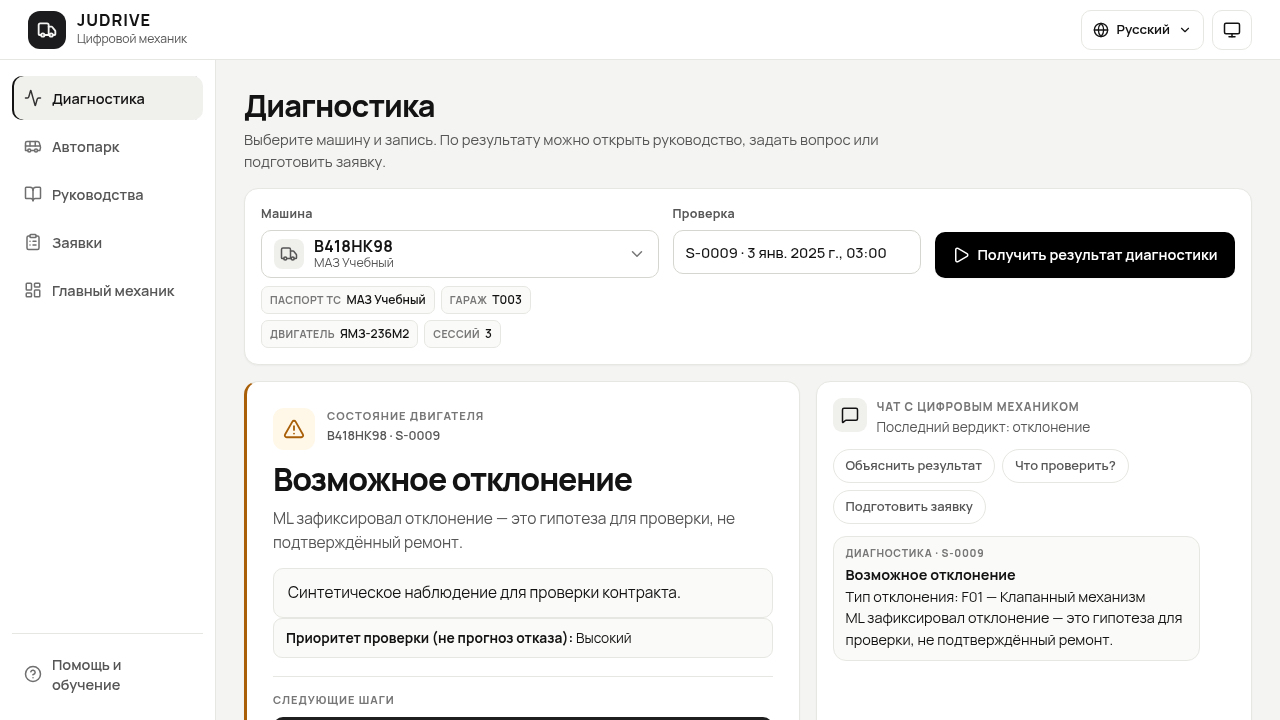 JUDRIVE
Цифровой механик
Русский
Диагностика
Автопарк
Руководства
Заявки
Главный механик
Помощь и
обучение
Диагностика
Выберите машину и запись. По результату можно открыть руководство, задать вопрос или
подготовить заявку.
Машина
В418НК98
МАЗ Учебный
Проверка
S-0009 · 3 янв. 2025 г., 03:00
Получить результат диагностики
ПАСПОРТ ТС МАЗ Учебный
ГАРАЖ Т003
ДВИГАТЕЛЬ ЯМЗ-236М2
СЕССИЙ 3
СОСТОЯНИЕ ДВИГАТЕЛЯ
В418НК98 · S-0009
Возможное отклонение
ML зафиксировал отклонение — это гипотеза для проверки, не
подтверждённый ремонт.
Синтетическое наблюдение для проверки контракта.
Приоритет проверки (не прогноз отказа): Высокий
СЛЕДУЮЩИЕ ШАГИ
ЧАТ С ЦИФРОВЫМ МЕХАНИКОМ
Последний вердикт: отклонение
Объяснить результат
Что проверить?
Подготовить заявку
ДИАГНОСТИКА · S-0009
Возможное отклонение
Тип отклонения: F01 — Клапанный механизм
ML зафиксировал отклонение — это гипотеза для
проверки, не подтверждённый ремонт.